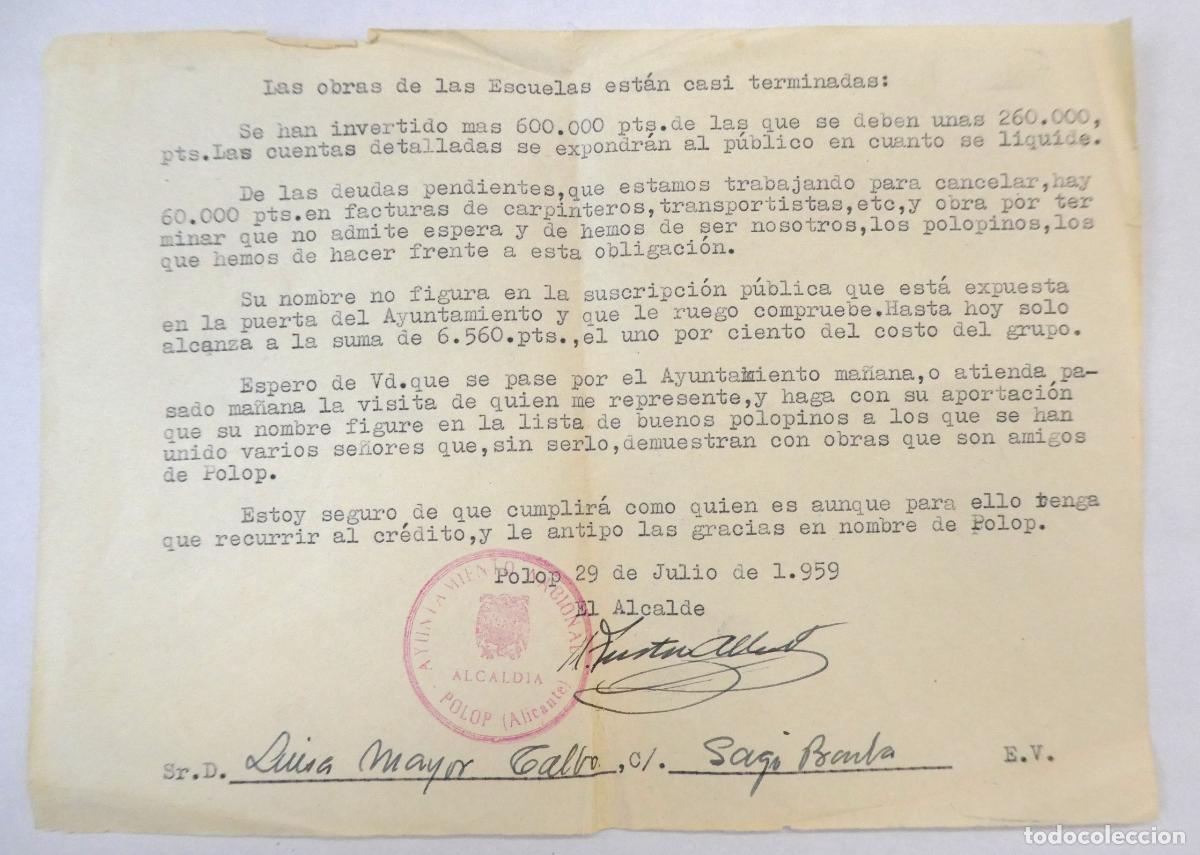 Las obras de las Escuelas están casi terminadas:
Se han invertido mas 600.000 pts.de las que se deben unas 260.000,
pts.Las cuentas detalladas se expondrán al público en cuanto se liquide.
De las deudas pendientes,que estamos trabajando para cancelar,hay
60.000 pts.en facturas de carpinteros,transportistas,etc,y obra por ter
minar que no admite espera y de hemos de ser nosotros,los polopinos,los
que hemos de hacer frente a esta obligación.
Su nombre no figura en la suscripción pública que está expuesta
en la puerta del Ayuntamiento y que le ruego compruebe.Hasta hoy solo
alcanza a la suma de 6.560.pts.,el uno por ciento del costo del grupo.
Espero de Vd.que se pase por el Ayuntamiento mañana,o atienda pa-
sado mañana la visita de quien me represente,y haga con su aportación
que su nombre figure en la lista de buenos polopinos a los que se han
unido varios señores que,sin serlo,demuestran con obras que son amigos
de Polop.
Estoy seguro de que cumplirá como quien es aunque para ello tenga
que recurrir al crédito,y le antipo las gracias en nombre de Polop.
Polop 29 de Julio de 1.959
El Alcalde
AYUNTAMIENTO NACIONAL
ALCALDIA
POLOP (Alicante)
Sr.D. Luisa Mayor Calbo, c/. Sagi Barba E.V.
todocoleccion